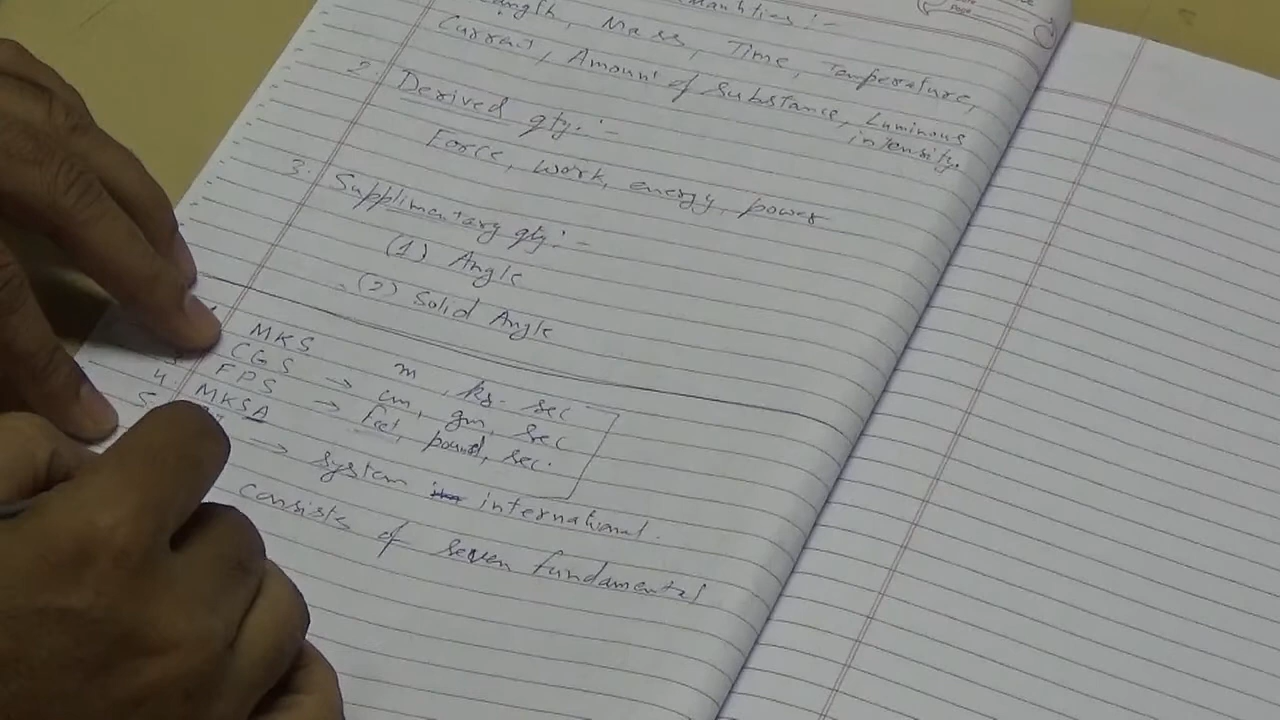 Length, Mass, Time, Temperature,
Current, Amount of Substance, Luminous
intensity.
2. Derived qty. :-
Force, work, energy, power
3. Supplimentary qty! :-
(1) Angle
(2) Solid Angle
MKS m, kg. sec
CGS → cm, gm, sec
4. FPS → Feet, pound, sec.
5. MKSA
→ system international.
consists of seven fundamental